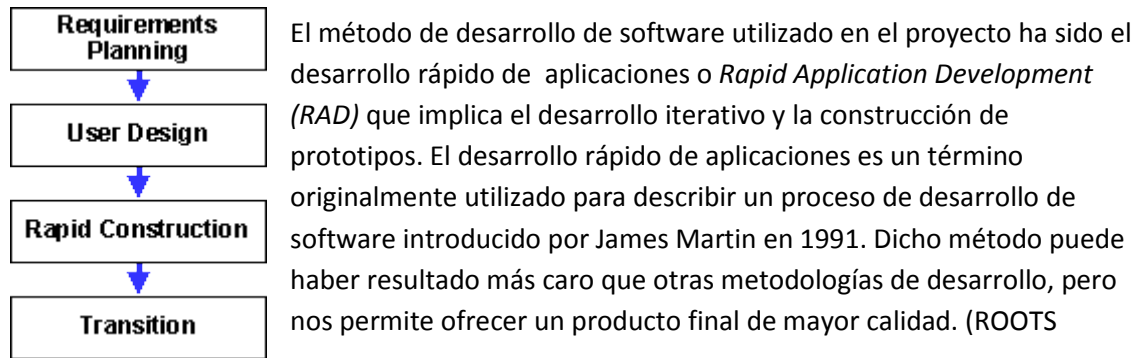 Requirements
Planning
User Design
Rapid Construction
Transition
El método de desarrollo de software utilizado en el proyecto ha sido el
desarrollo rápido de aplicaciones o Rapid Application Development
(RAD) que implica el desarrollo iterativo y la construcción de
prototipos. El desarrollo rápido de aplicaciones es un término
originalmente utilizado para describir un proceso de desarrollo de
software introducido por James Martin en 1991. Dicho método puede
haber resultado más caro que otras metodologías de desarrollo, pero
nos permite ofrecer un producto final de mayor calidad. (ROOTS